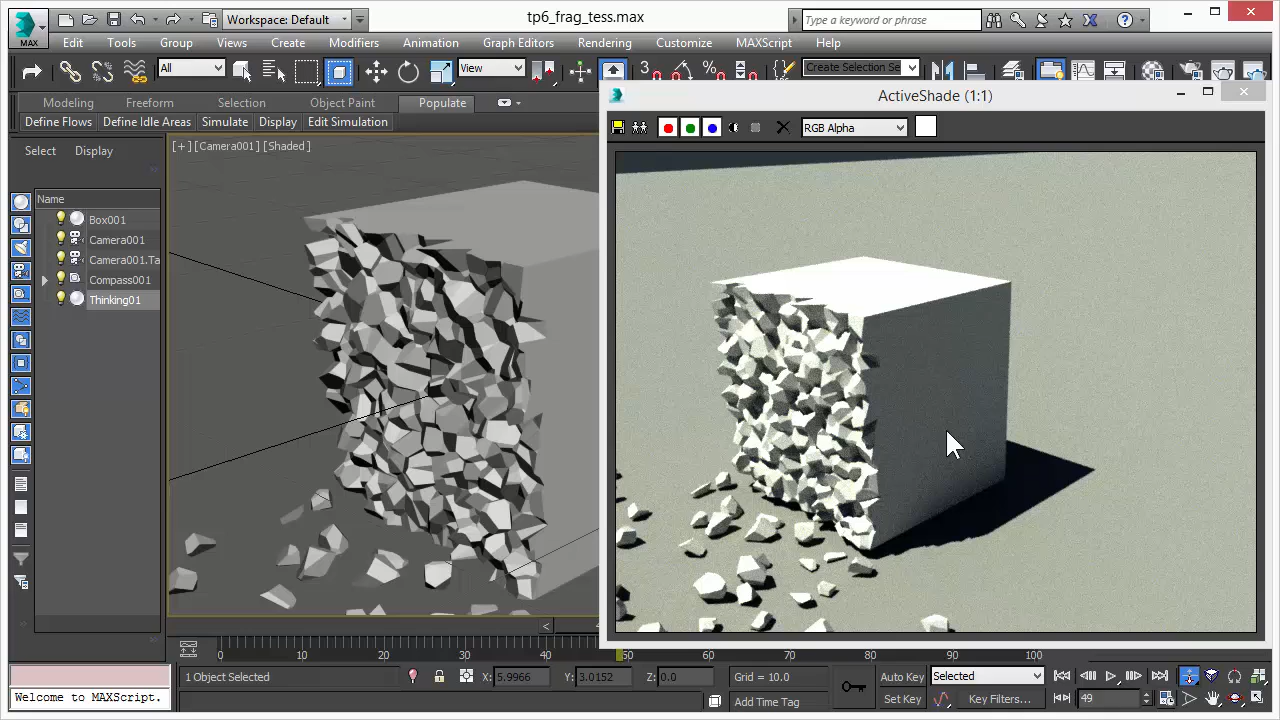 Workspace: Default
tp6_frag_tess.max
Type a keyword or phrase
MAX
Edit Tools Group Views Create Modifiers Animation Graph Editors Rendering Customize MAXScript Help
All
View
3
%
Create Selection Se
Modeling Freeform Selection Object Paint Populate
Define Flows Define Idle Areas Simulate Display Edit Simulation
ActiveShade (1:1)
RGB Alpha
Select Display
[+] [Camera001] [Shaded ]
Name
Box001
Camera001
Camera001.Ta
Compass001
Thinking01
0 10 20 30 40 50 60 70 80 90 100
1 Object Selected
X: 5.9966 Y: 3.0152 Z: 0.0
Grid = 10.0
Auto Key
Selected
Welcome to MAXScript.
Add Time Tag
Set Key
Key Filters...
49